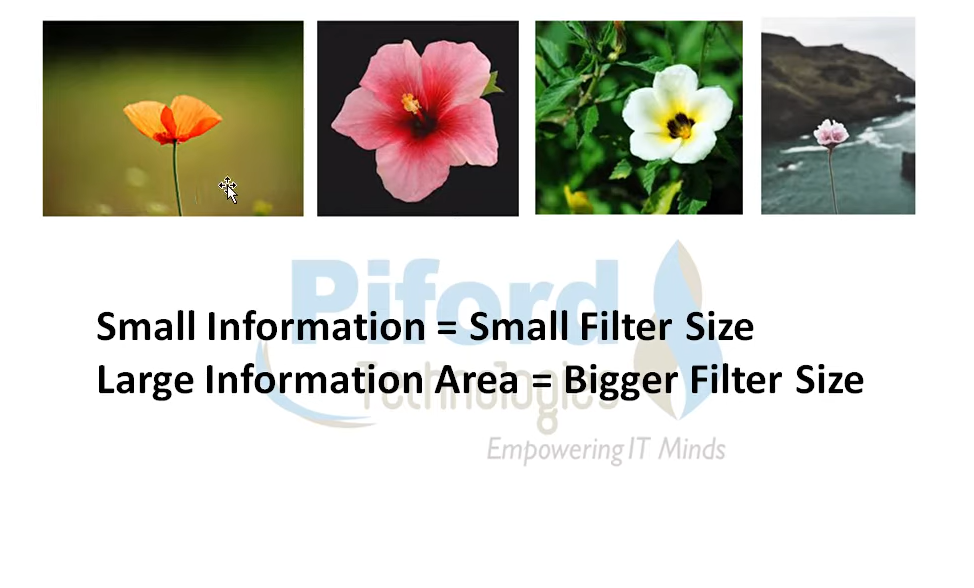 Piford
Small Information = Small Filter Size
Technologies
Large Information Area = Bigger Filter Size
Empowering IT Minds